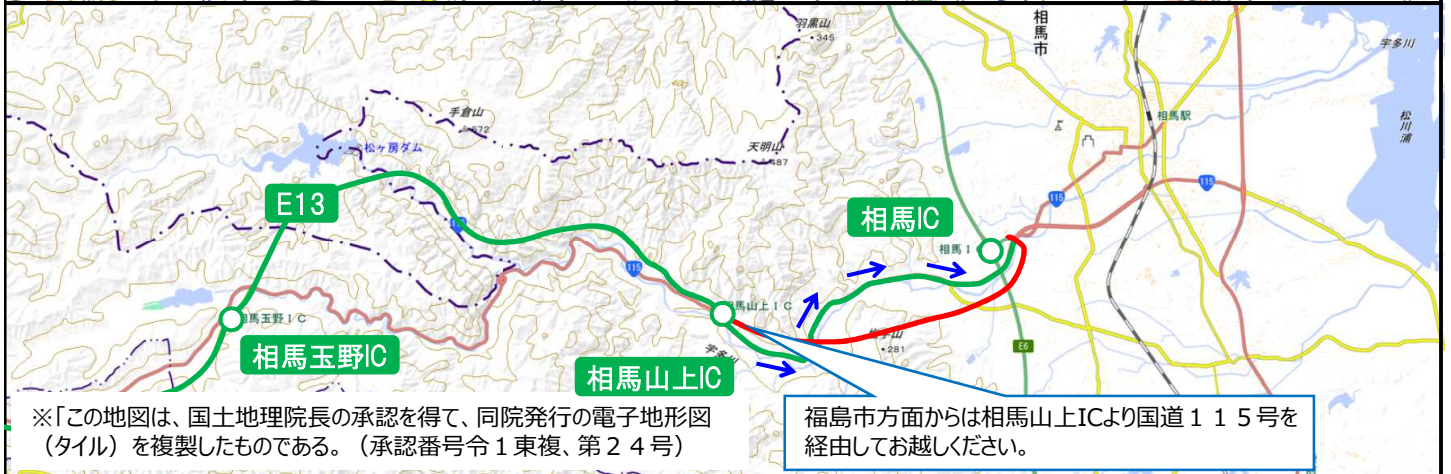 羽黒山
・345
相馬市
宇多川
手倉山
672
松川浦
相馬駅
松ヶ房ダム
天明山
487
115
115
E13
相馬IC
相馬I
115
相馬山上IC
相馬玉野IC
281
E6
相馬玉野IC
宇多川
相馬山上IC
※「この地図は、国土地理院長の承認を得て、同院発行の電子地形図
（タイル）を複製したものである。（承認番号令１東複、第２４号）
福島市方面からは相馬山上ICより国道１１５号を
経由してお越しください。